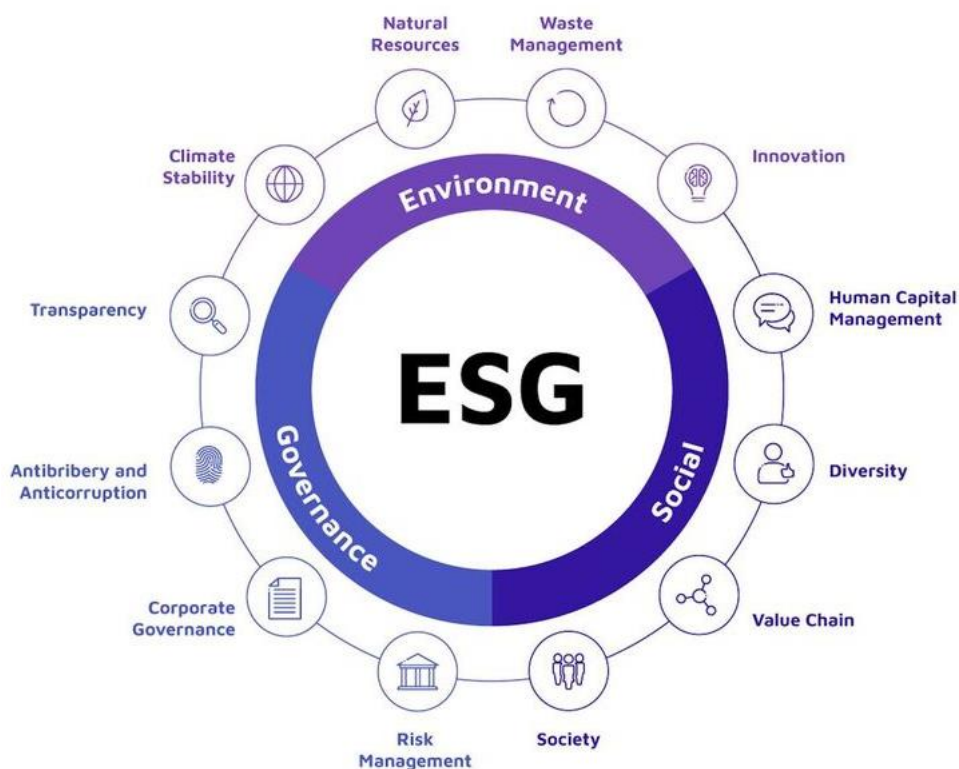 Natural
Resources
Waste
Management
Climate
Stability
Innovation
Environment
Transparency
Human Capital
Management
ESG
Antibribery and
Anticorruption
Governance
Social
Diversity
Corporate
Governance
Value Chain
Risk
Management
Society